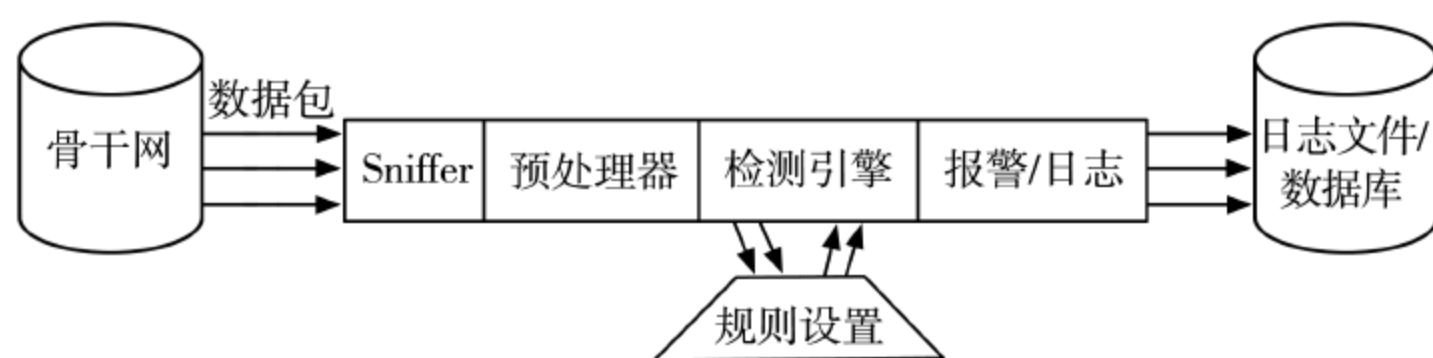 数据包
骨干网
Sniffer
预处理器
检测引擎
报警/日志
日志文件/
数据库
规则设置